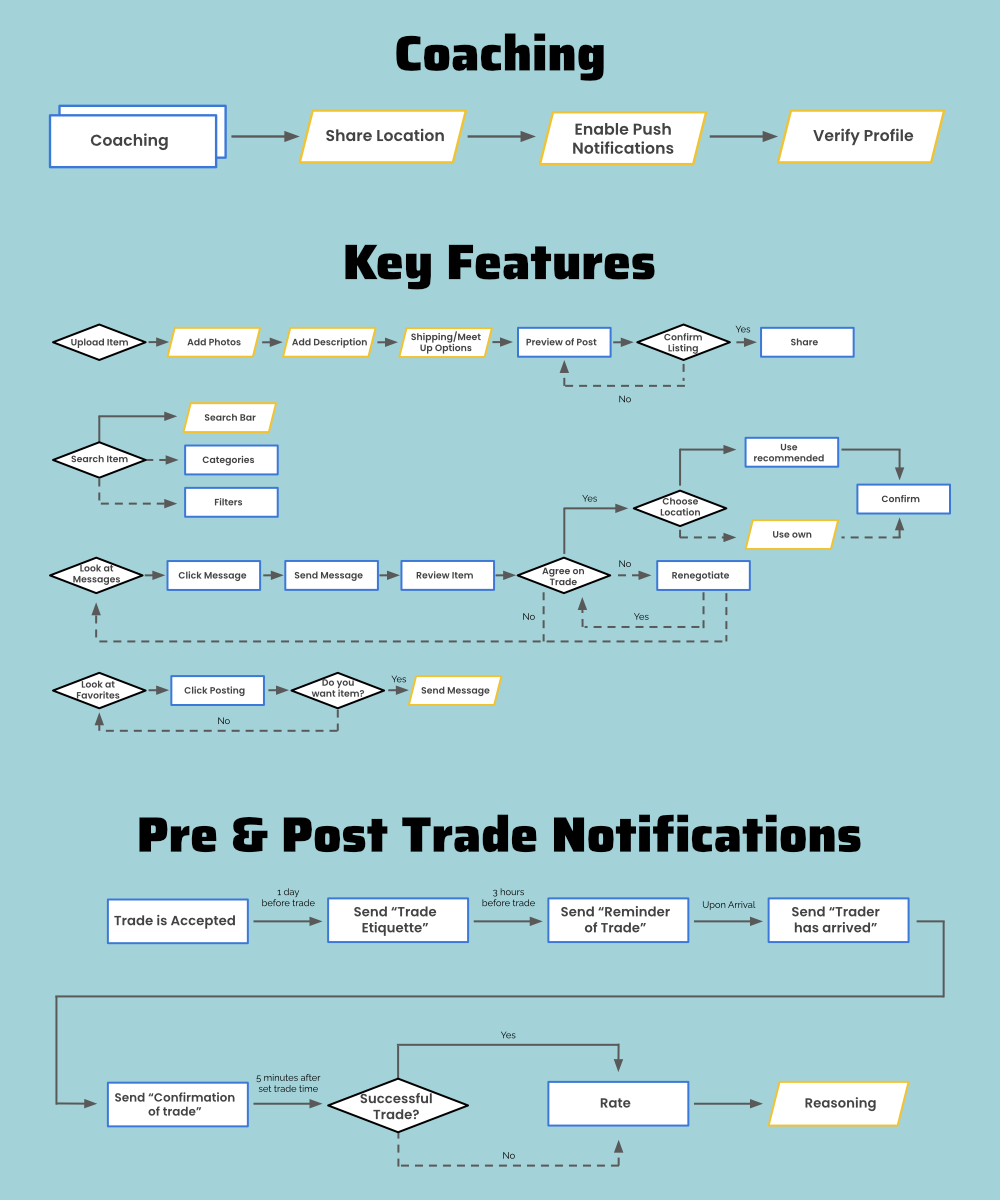 Coaching
Coaching
Share Location
Enable Push
Notifications
Verify Profile
Key Features
Upload Item
Add Photos
Add Description
Shipping/Meet
Up Options
Preview of Post
Confirm
Listing
Yes
Share
No
Search Item
Search Bar
Categories
Filters
Look at
Messages
Click Message
Send Message
Review Item
Agree on
Trade
Yes
Choose
Location
Use
recommended
Use own
Confirm
No
Renegotiate
Yes
No
Look at
Favorites
Click Posting
Do you
want item?
Yes
Send Message
No
Pre & Post Trade Notifications
Trade is Accepted
1 day
before trade
Send “Trade
Etiquette”
3 hours
before trade
Send “Reminder
of Trade”
Upon Arrival
Send “Trader
has arrived”
Send “Confirmation
of trade”
5 minutes after
set trade time
Successful
Trade?
Yes
No
Rate
Reasoning